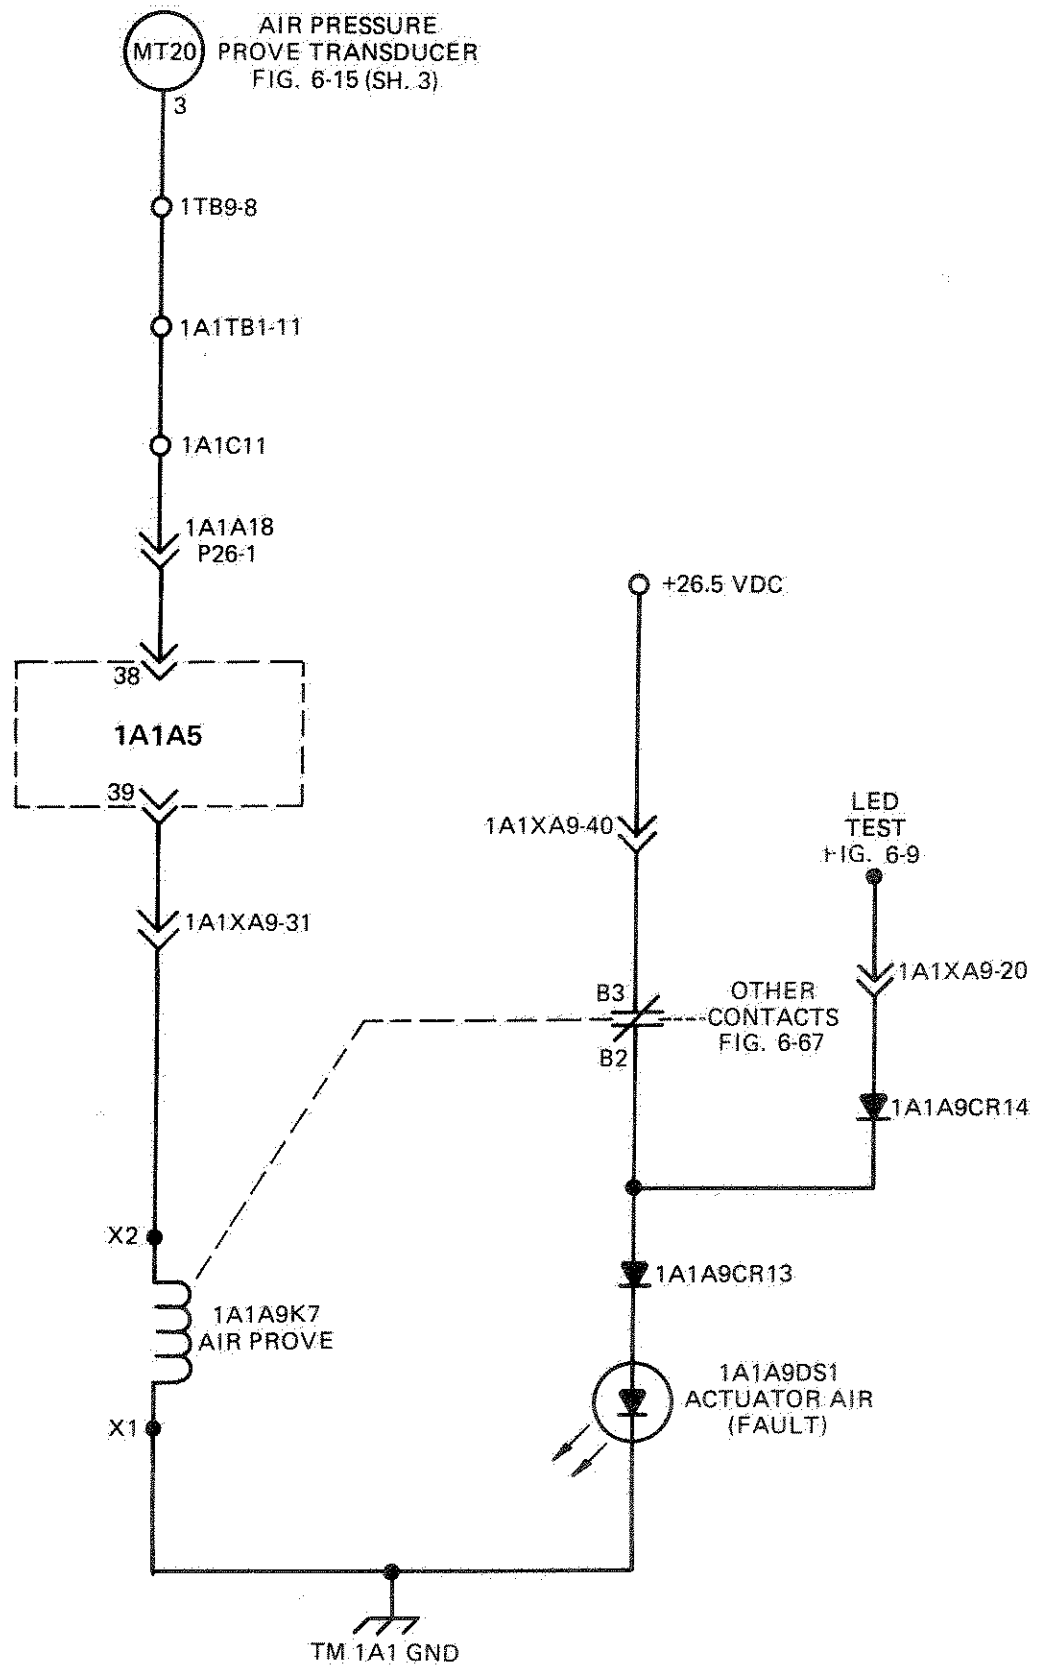 MT20
AIR PRESSURE
PROVE TRANSDUCER
FIG. 6-15 (SH. 3)
3
1TB9-8
1A1TB1-11
1A1C11
1A1A18
P26-1
+26.5 VDC
38
1A1A5
39
1A1XA9-40
LED
TEST
FIG. 6-9
1A1XA9-31
1A1XA9-20
B3
OTHER
CONTACTS
FIG. 6-67
B2
1A1A9CR14
X2
1A1A9CR13
1A1A9K7
AIR PROVE
1A1A9DS1
ACTUATOR AIR
(FAULT)
X1
TM 1A1 GND